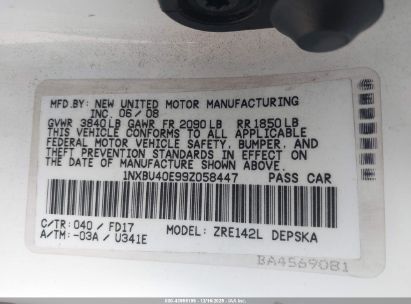 MFD. BY: NEW UNITED MOTOR MANUFACTURING
INC. 06/08
GVWR 3840LB GAWR FR 2090LB RR1850LB
THIS VEHICLE CONFORMS TO ALL APPLICABLE
FEDERAL MOTOR VEHICLE SAFETY, BUMPER, AND
THEFT PREVENTION STANDARDS IN EFFECT ON
THE DATE OF MANUFACTURE SHOWN ABOVE.
1NXBU40E99Z058447 PASS CAR
C/TR: 040 / FD17 MODEL: ZRE142L DEPSKA
A/TM: -03A / U341E
BA4569081